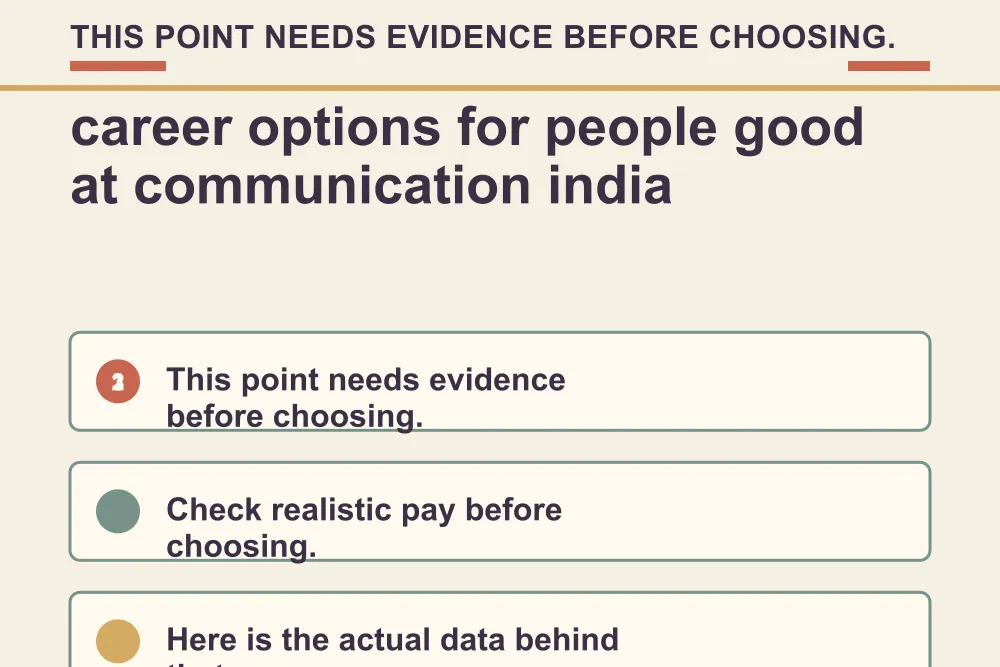 THIS POINT NEEDS EVIDENCE BEFORE CHOOSING.
career options for people good
at communication india
This point needs evidence
before choosing.
Check realistic pay before
choosing.
Here is the actual data behind